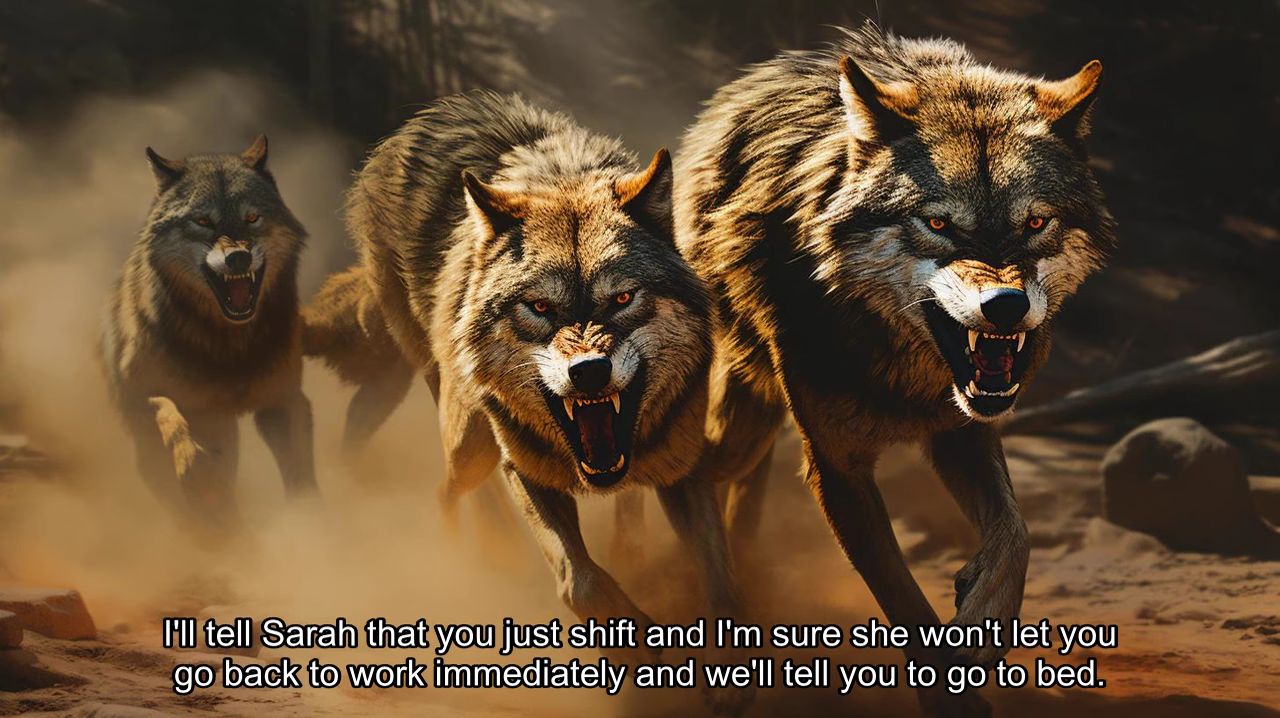 I'll tell Sarah that you just shift and I'm sure she won't let you
go back to work immediately and we'll tell you to go to bed.